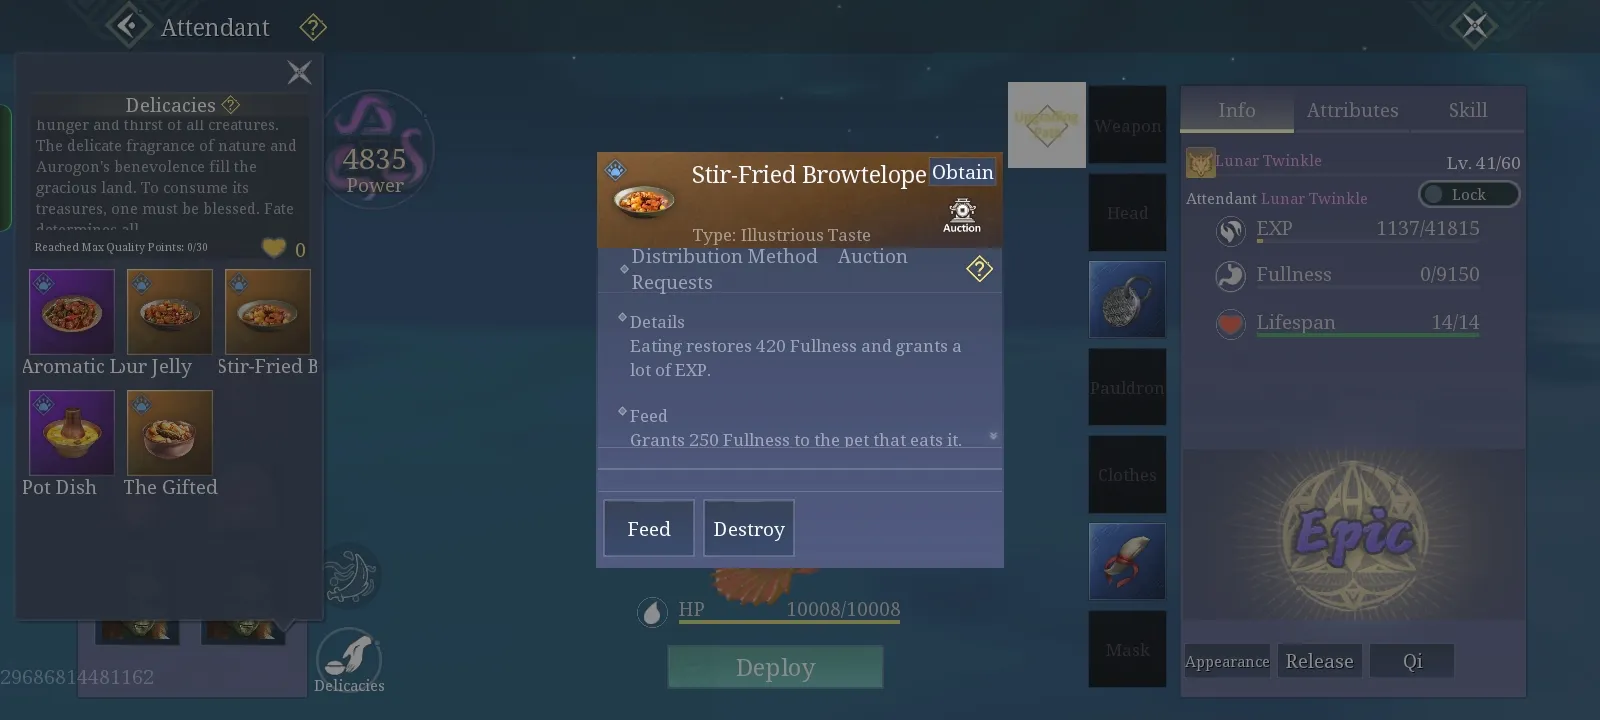 Attendant
Delicacies
hunger and thirst of all creatures.
The delicate fragrance of nature and
Aurogon's benevolence fill the
gracious land. To consume its
treasures, one must be blessed. Fate
determines all
Reached Max Quality Points: 0/30
0
Aromatic L
our Jelly
Stir-Fried B
Pot Dish
The Gifted
29686814481162
Delicacies
4835
Power
Stir-Fried Browtelope
Obtain
Auction
Type: Illustrious Taste
Distribution Method Auction
Requests
Details
Eating restores 420 Fullness and grants a
lot of EXP.
Feed
Grants 250 Fullness to the pet that eats it.
Feed
Destroy
HP 10008/10008
Deploy
Upgrading
Path
Weapon
Head
Pauldron
Clothes
Mask
Info
Attributes
Skill
Lunar Twinkle
Lv. 41/60
Attendant Lunar Twinkle
Lock
EXP 1137/41815
Fullness 0/9150
Lifespan 14/14
Epic
Appearance
Release
Qi